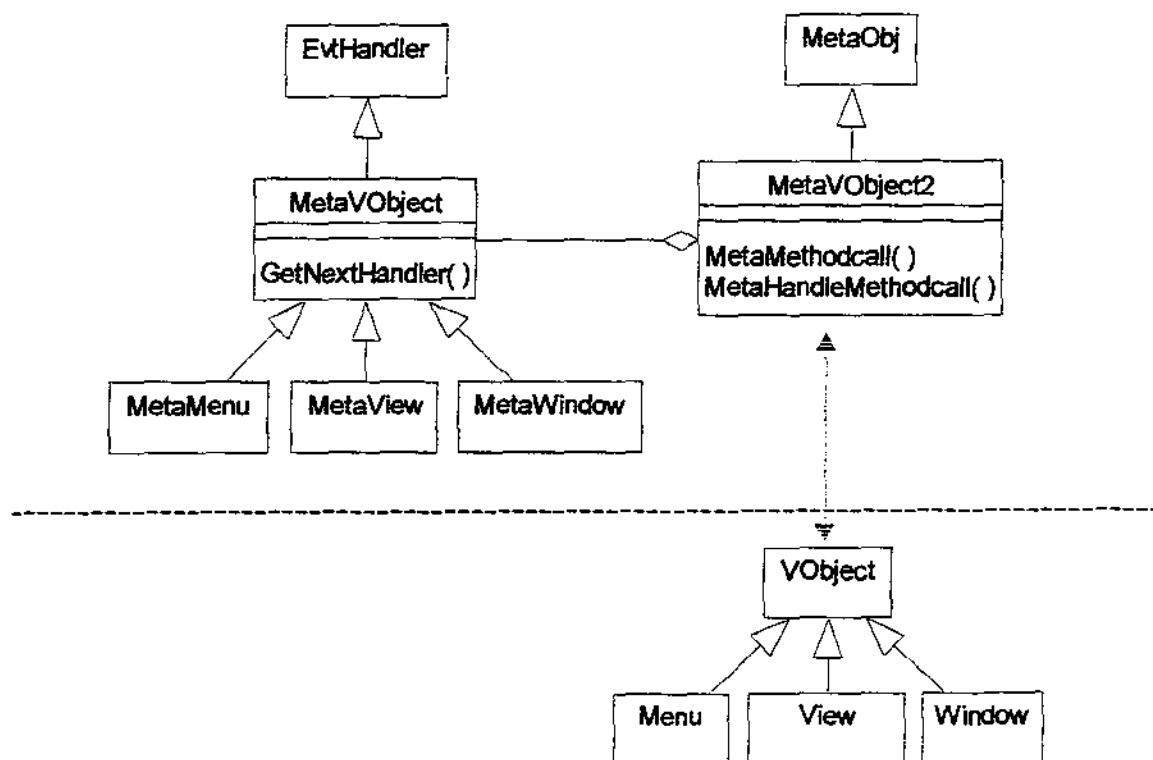 EvtHandler
MetaObj
MetaVObject
GetNextHandler( )
MetaVObject2
MetaMethodcall( )
MetaHandleMethodcall( )
MetaMenu
MetaView
MetaWindow
VObject
Menu
View
Window